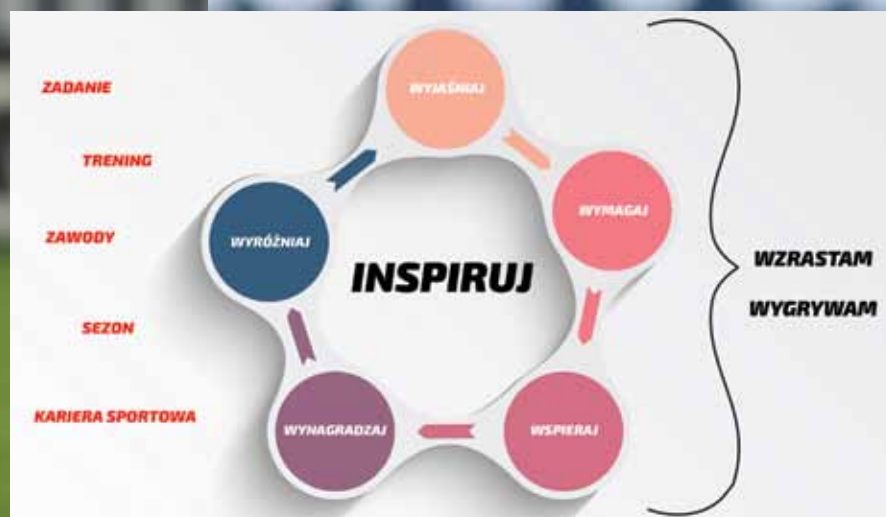 ZADANIE
TRENING
ZAWODY
SEZON
KARIERA SPORTOWA
WYJAŚNIAJ
WYMAGAJ
WSPIERAJ
WYNAGRADZAJ
WYRÓŻNIAJ
INSPIRUJ
WZRASTAM
WYGRYWAM